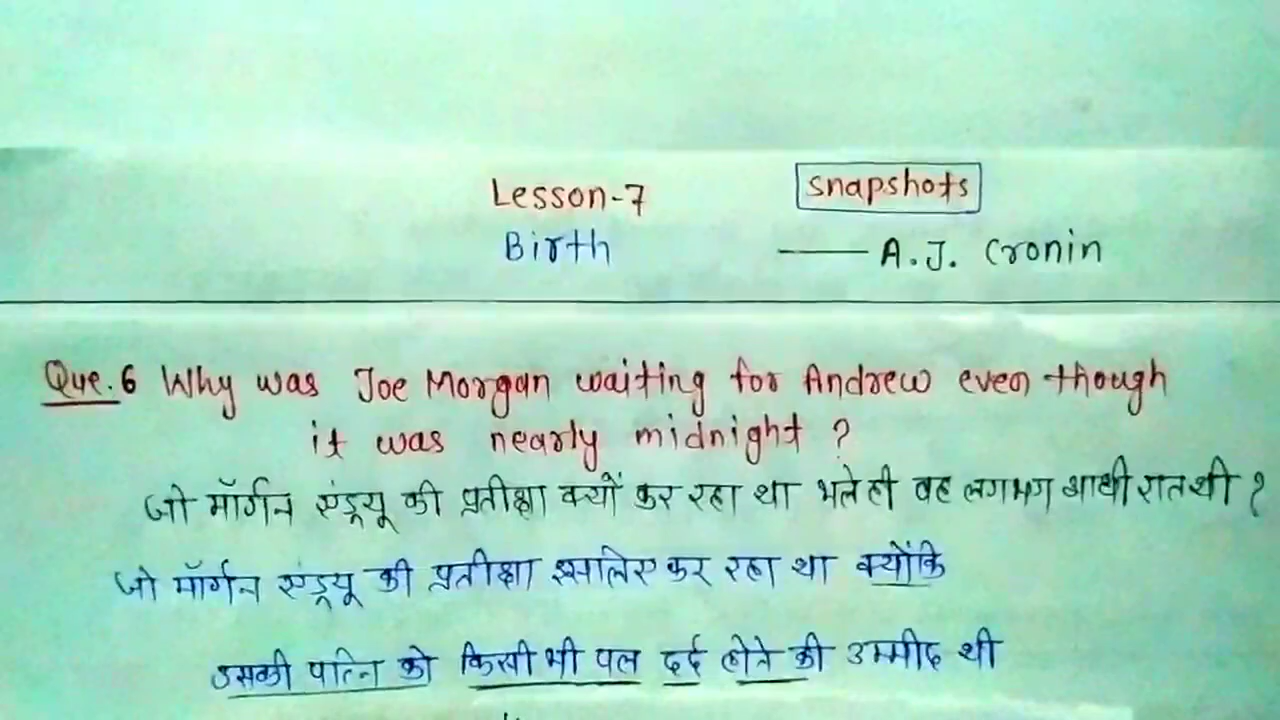 Lesson-7
snapshots
Birth
—— A.J. Cronin
Que.6 Why was Joe Morgan waiting for Andrew even though
it was nearly midnight ?
जो मॉर्गन एंड्र्यू की प्रतीक्षा क्यों कर रहा था भले ही वह लगभग आधी रात थी ?
जो मॉर्गन एंड्र्यू की प्रतीक्षा इसलिए कर रहा था क्योंकि
उसकी पत्नि को किसी भी पल दर्द होने की उम्मीद थी